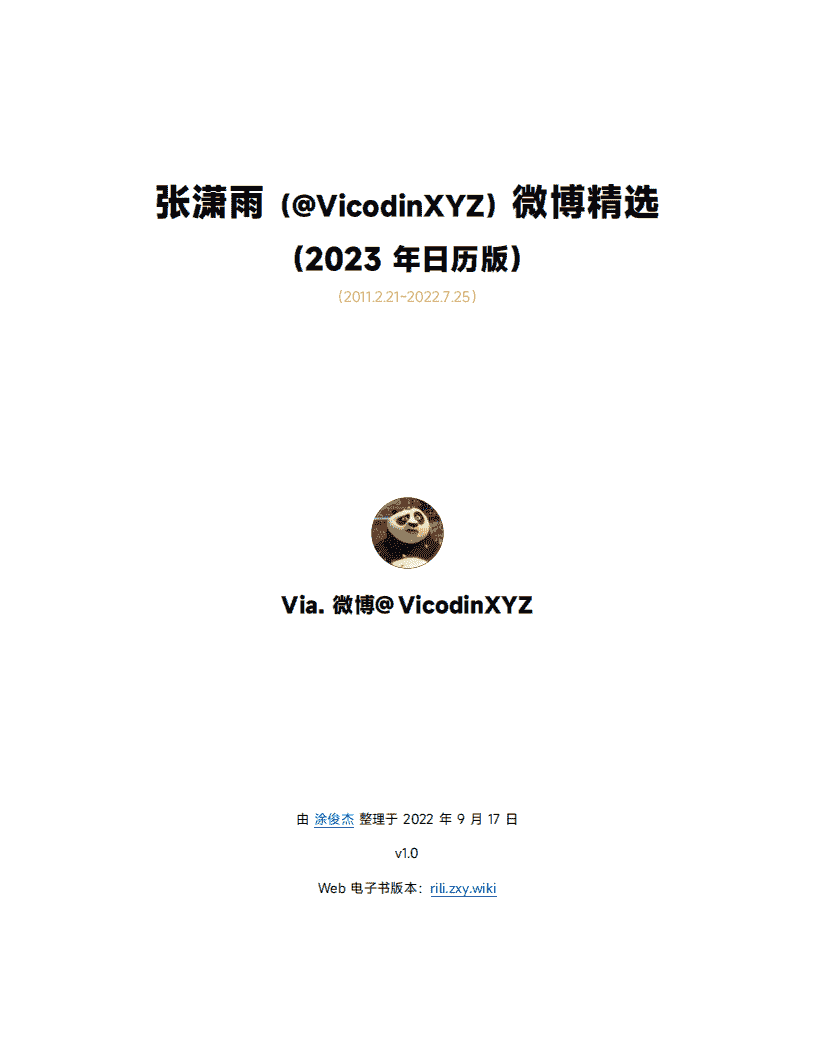 张潇雨（@VicodinXYZ）微博精选
（2023 年日历版）
（2011.2.21-2022.7.25）
Via. 微博@VicodinXYZ
由 涂俊杰 整理于 2022 年 9 月 17 日
v1.0
Web 电子书版本：rili.zxy.wiki